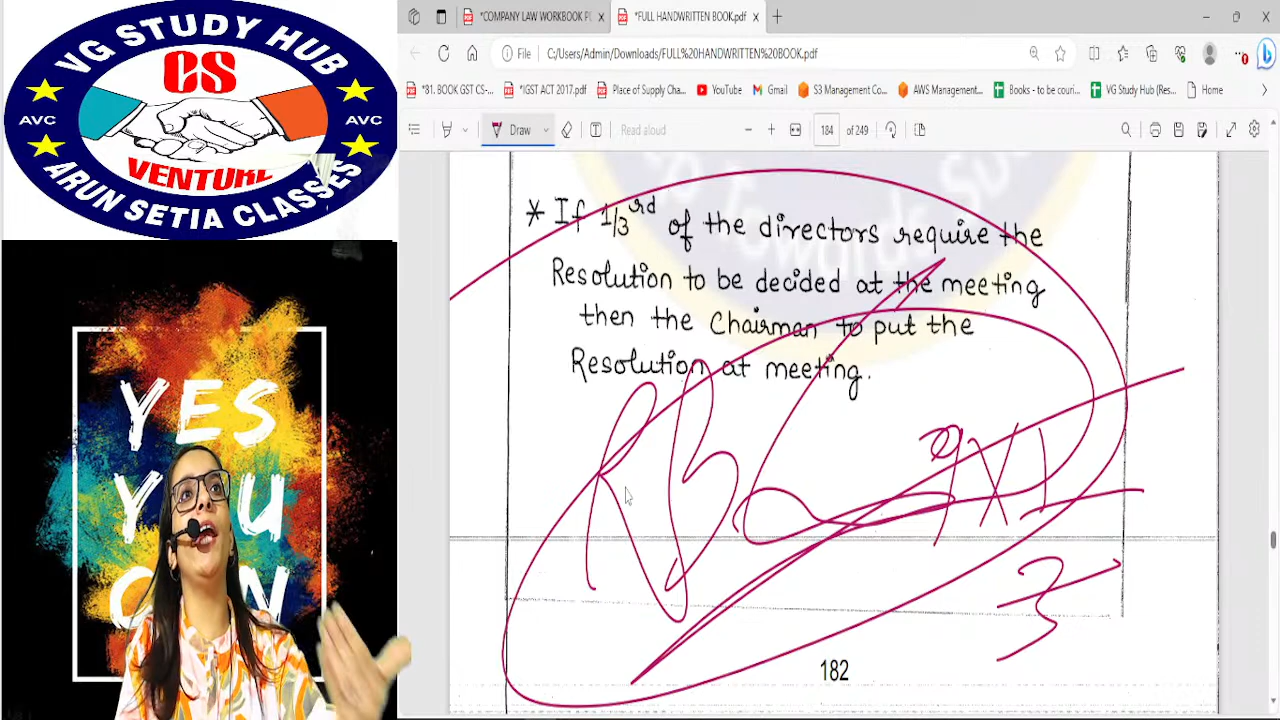 VG STUDY HUB
CS
AVC
AVC
VENTURE
ARUN SETIA CLASSES
YES
YOU
CAN
*COMPANY LAW WORKBOOK
*FULL HANDWRITTEN BOOK.pdf
File
C:/Users/Admin/Downloads/FULL%20HANDWRITTEN%20BOOK.pdf
*81. BOOK GST CS-...
*IGST ACT 2017.pdf
Place of Supply Cha...
YouTube
Gmail
S3 Management Co...
AWS Management...
Books - to be couri...
VG Study Hub (Res...
Home
Draw
Read aloud
184 of 249
* If 1/3rd of the directors require the
Resolution to be decided at the meeting
then the Chairman to put the
Resolution at meeting.
RBC
9X1
3
182